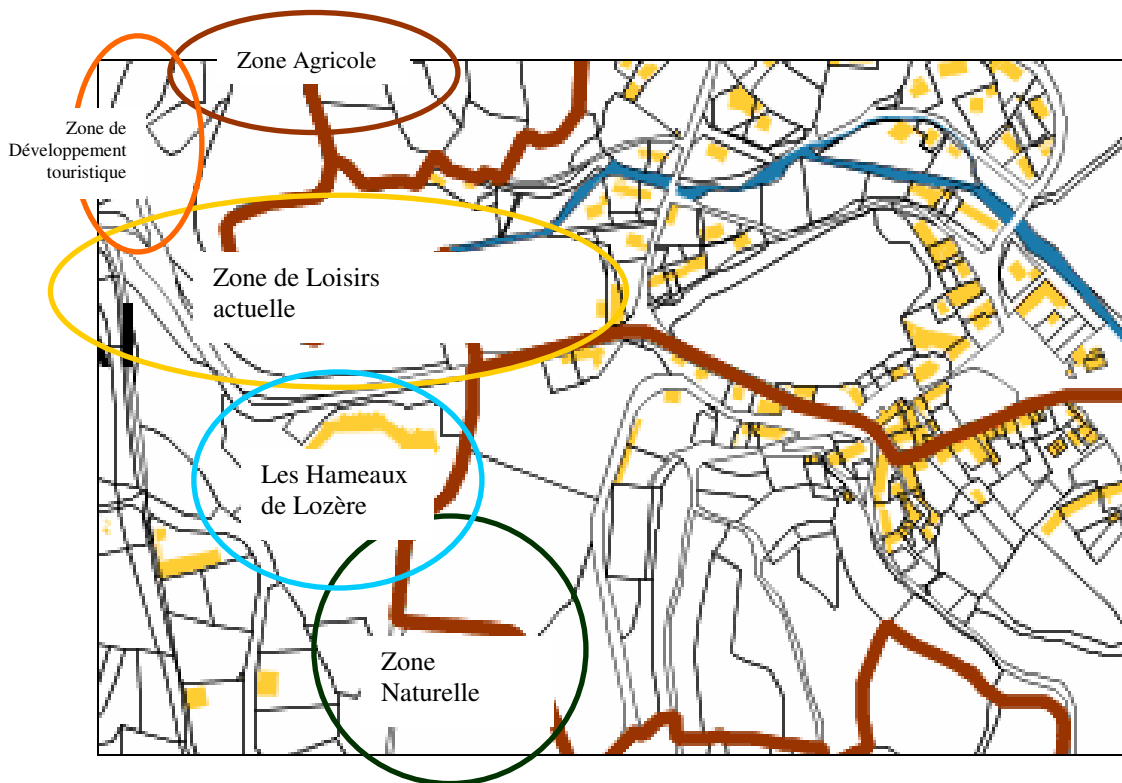 Zone Agricole
Zone de
Développement
touristique
Zone de Loisirs
actuelle
Les Hameaux
de Lozère
Zone
Naturelle